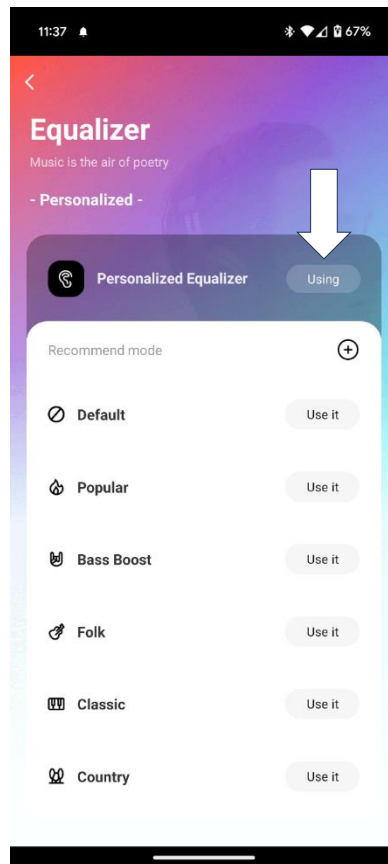 11:37 67%
Equalizer
Music is the air of poetry
- Personalized -
Personalized Equalizer Using
Recommend mode
Default Use it
Popular Use it
Bass Boost Use it
Folk Use it
Classic Use it
Country Use it